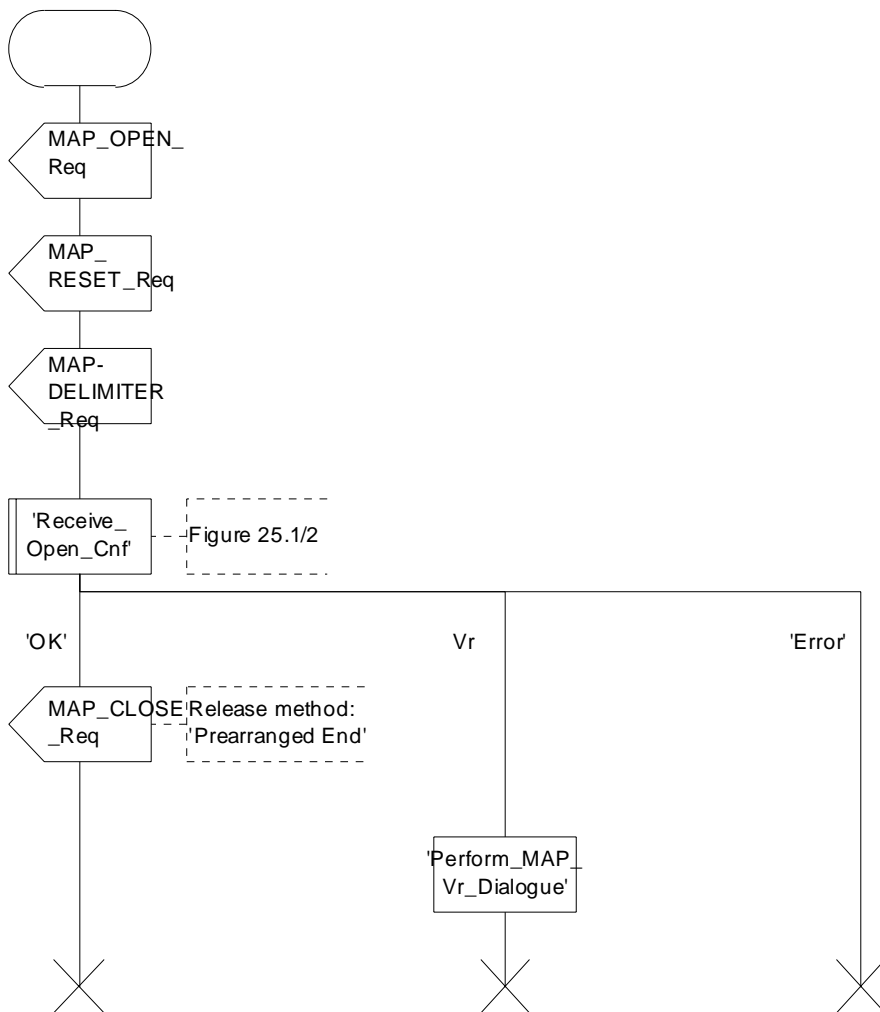 MAP_OPEN_
Req
MAP_
RESET_Req
MAP-
DELIMITER
_Req
'Receive_
Open_Cnf'
Figure 25.1/2
'OK'
Vr
'Error'
MAP_CLOSE
_Req
Release method:
'Prearranged End'
'Perform_MAP_
Vr_Dialogue'